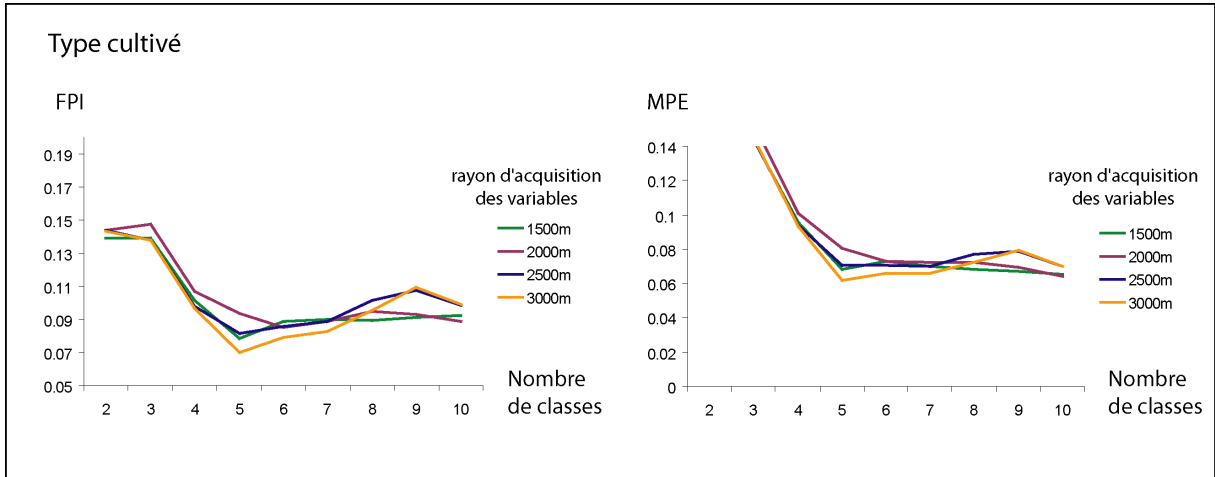 Type cultivé
FPI
0.19
0.17
0.15
0.13
0.11
0.09
0.07
0.05
2 3 4 5 6 7 8 9 10
Nombre
de classes
rayon d'acquisition
des variables
1500m
2000m
2500m
3000m
MPE
0.14
0.12
0.1
0.08
0.06
0.04
0.02
0
2 3 4 5 6 7 8 9 10
Nombre
de classes
rayon d'acquisition
des variables
1500m
2000m
2500m
3000m